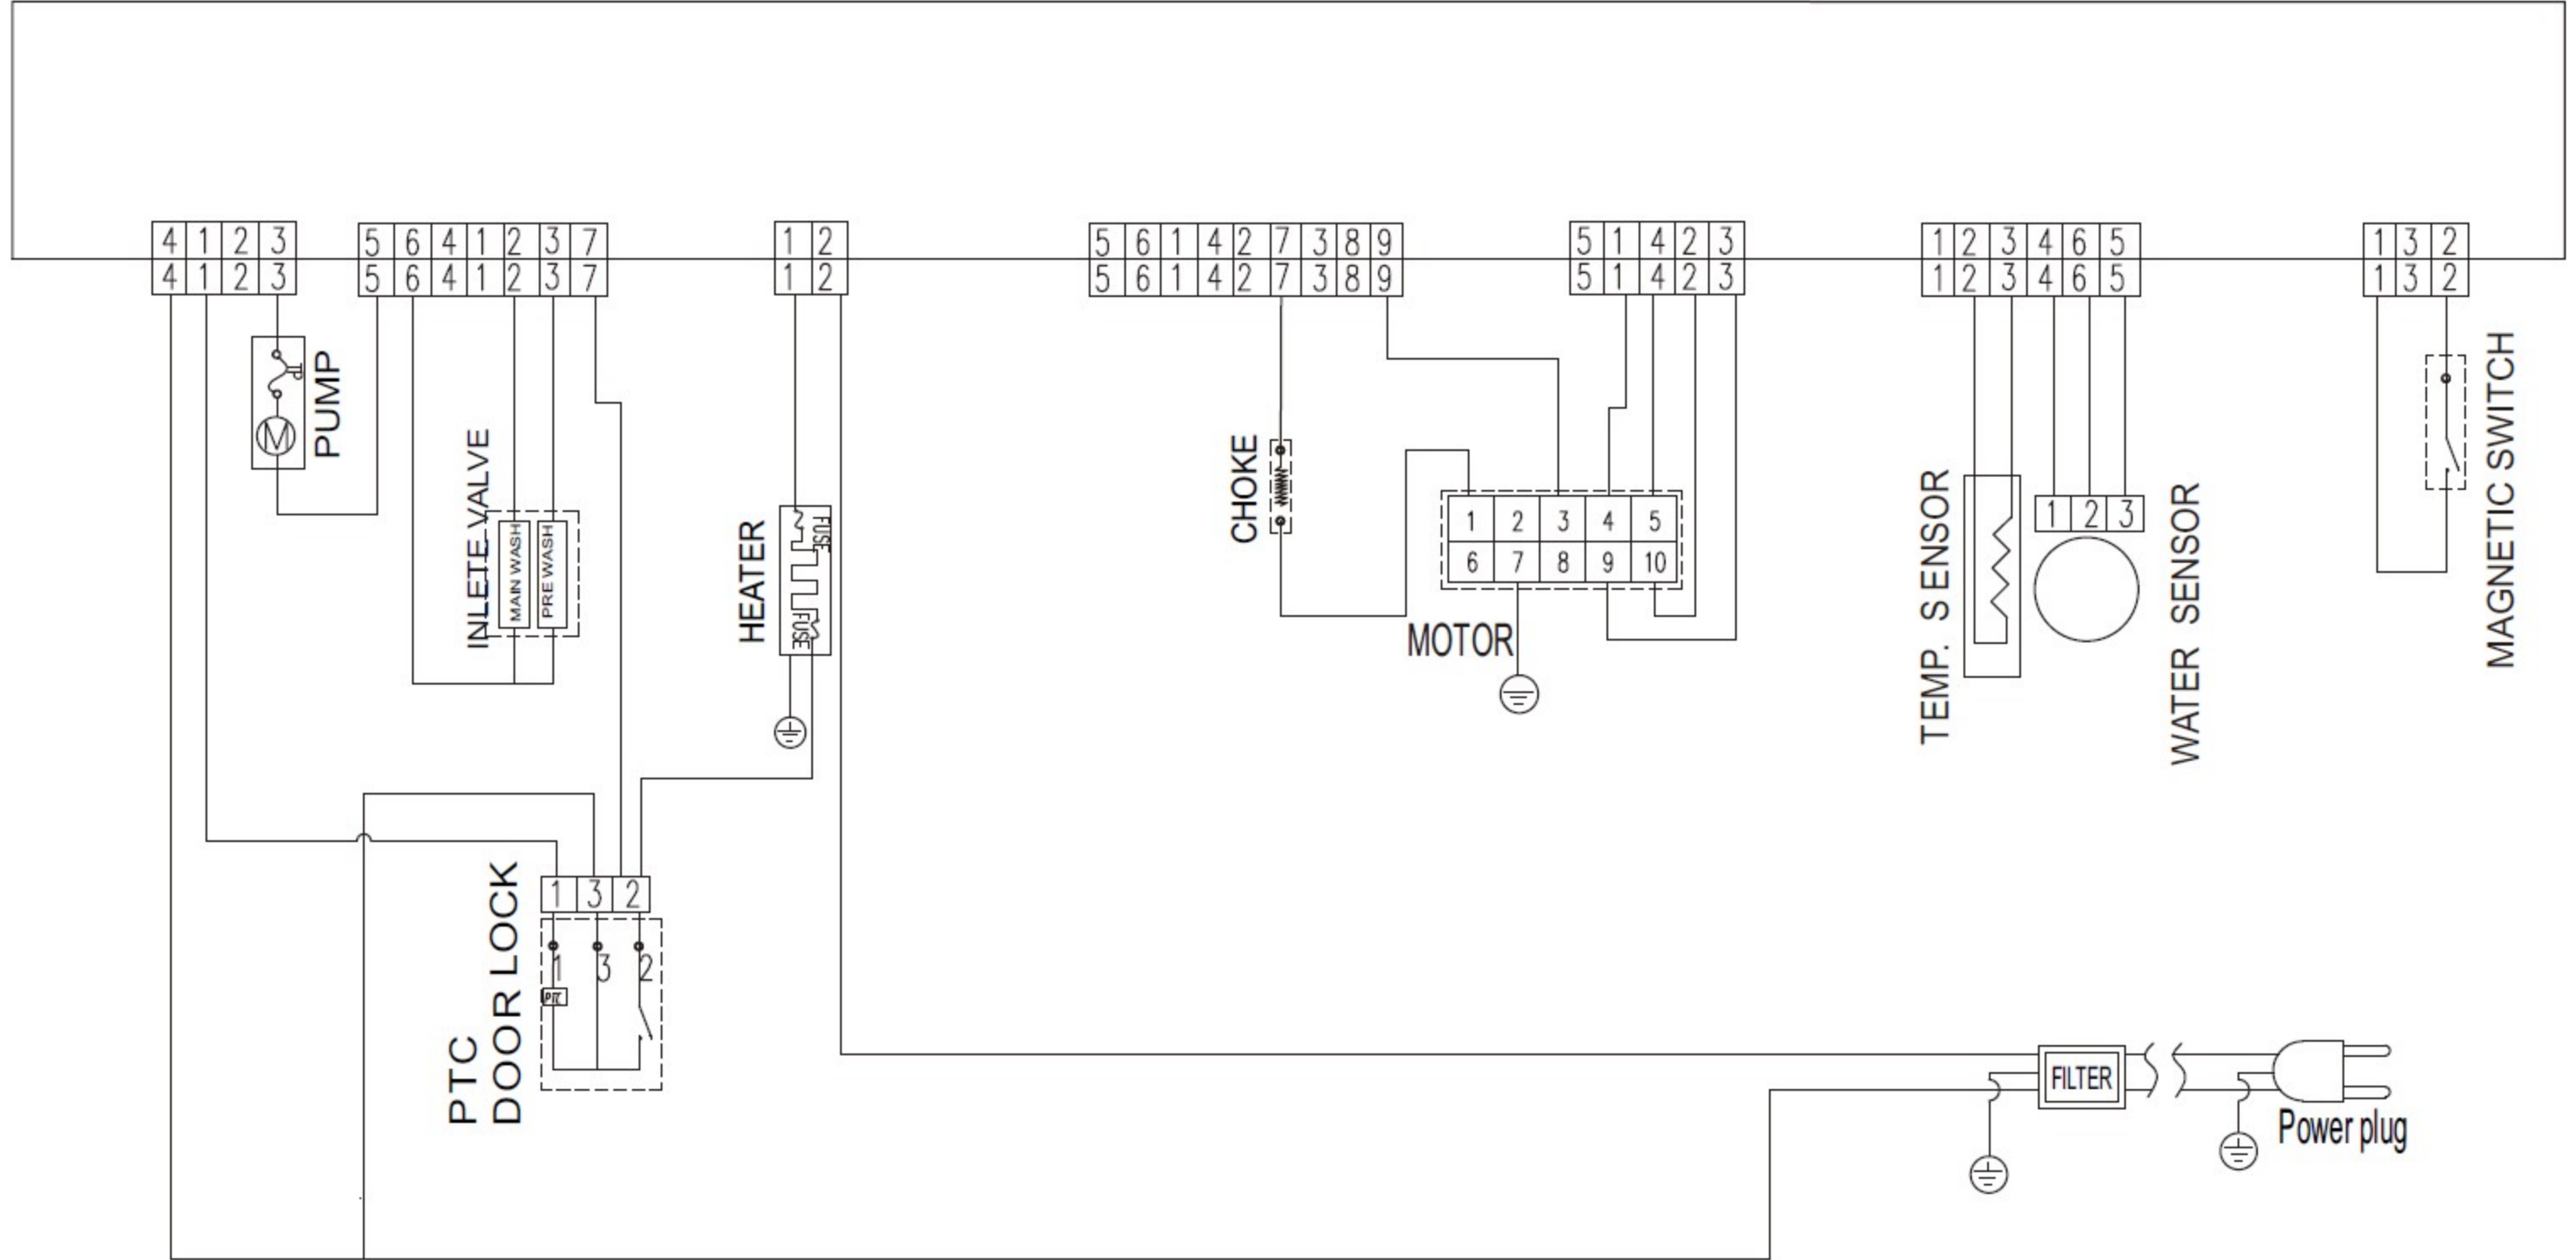 4 1 2 3
4 1 2 3
5 6 4 1 2 3 7
5 6 4 1 2 3 7
1 2
1 2
5 6 1 4 2 7 3 8 9
5 6 1 4 2 7 3 8 9
5 1 4 2 3
5 1 4 2 3
1 2 3 4 6 5
1 2 3 4 6 5
1 3 2
1 3 2
TP
M
PUMP
INLETE VALVE
MAIN WASH
PRE WASH
HEATER
FUSE
FUSE
CHOKE
1 2 3 4 5
6 7 8 9 10
MOTOR
TEMP. SENSOR
1 2 3
WATER SENSOR
MAGNETIC SWITCH
PTC
DOOR LOCK
1 3 2
1 3 2
PTC
FILTER
Power plug